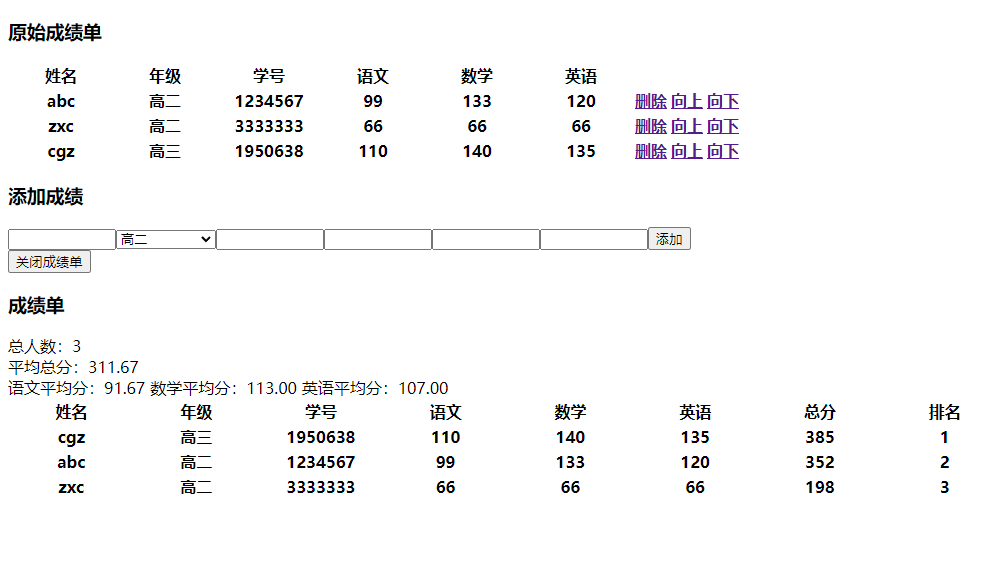 原始成绩单
姓名 年级 学号 语文 数学 英语
abc 高二 1234567 99 133 120 删除 向上 向下
zxc 高二 3333333 66 66 66 删除 向上 向下
cgz 高三 1950638 110 140 135 删除 向上 向下
添加成绩
高二 添加
关闭成绩单
成绩单
总人数：3
平均总分：311.67
语文平均分：91.67 数学平均分：113.00 英语平均分：107.00
姓名 年级 学号 语文 数学 英语 总分 排名
cgz 高三 1950638 110 140 135 385 1
abc 高二 1234567 99 133 120 352 2
zxc 高二 3333333 66 66 66 198 3